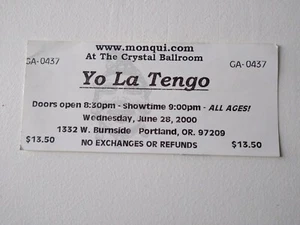 www.monqui.com
GA-0437 At The Crystal Ballroom GA-0437
Yo La Tengo
Doors open 8:30pm - showtime 9:00pm - ALL AGES!
Wednesday, June 28, 2000
1332 W. Burnside Portland, OR. 97209
$13.50 NO EXCHANGES OR REFUNDS $13.50